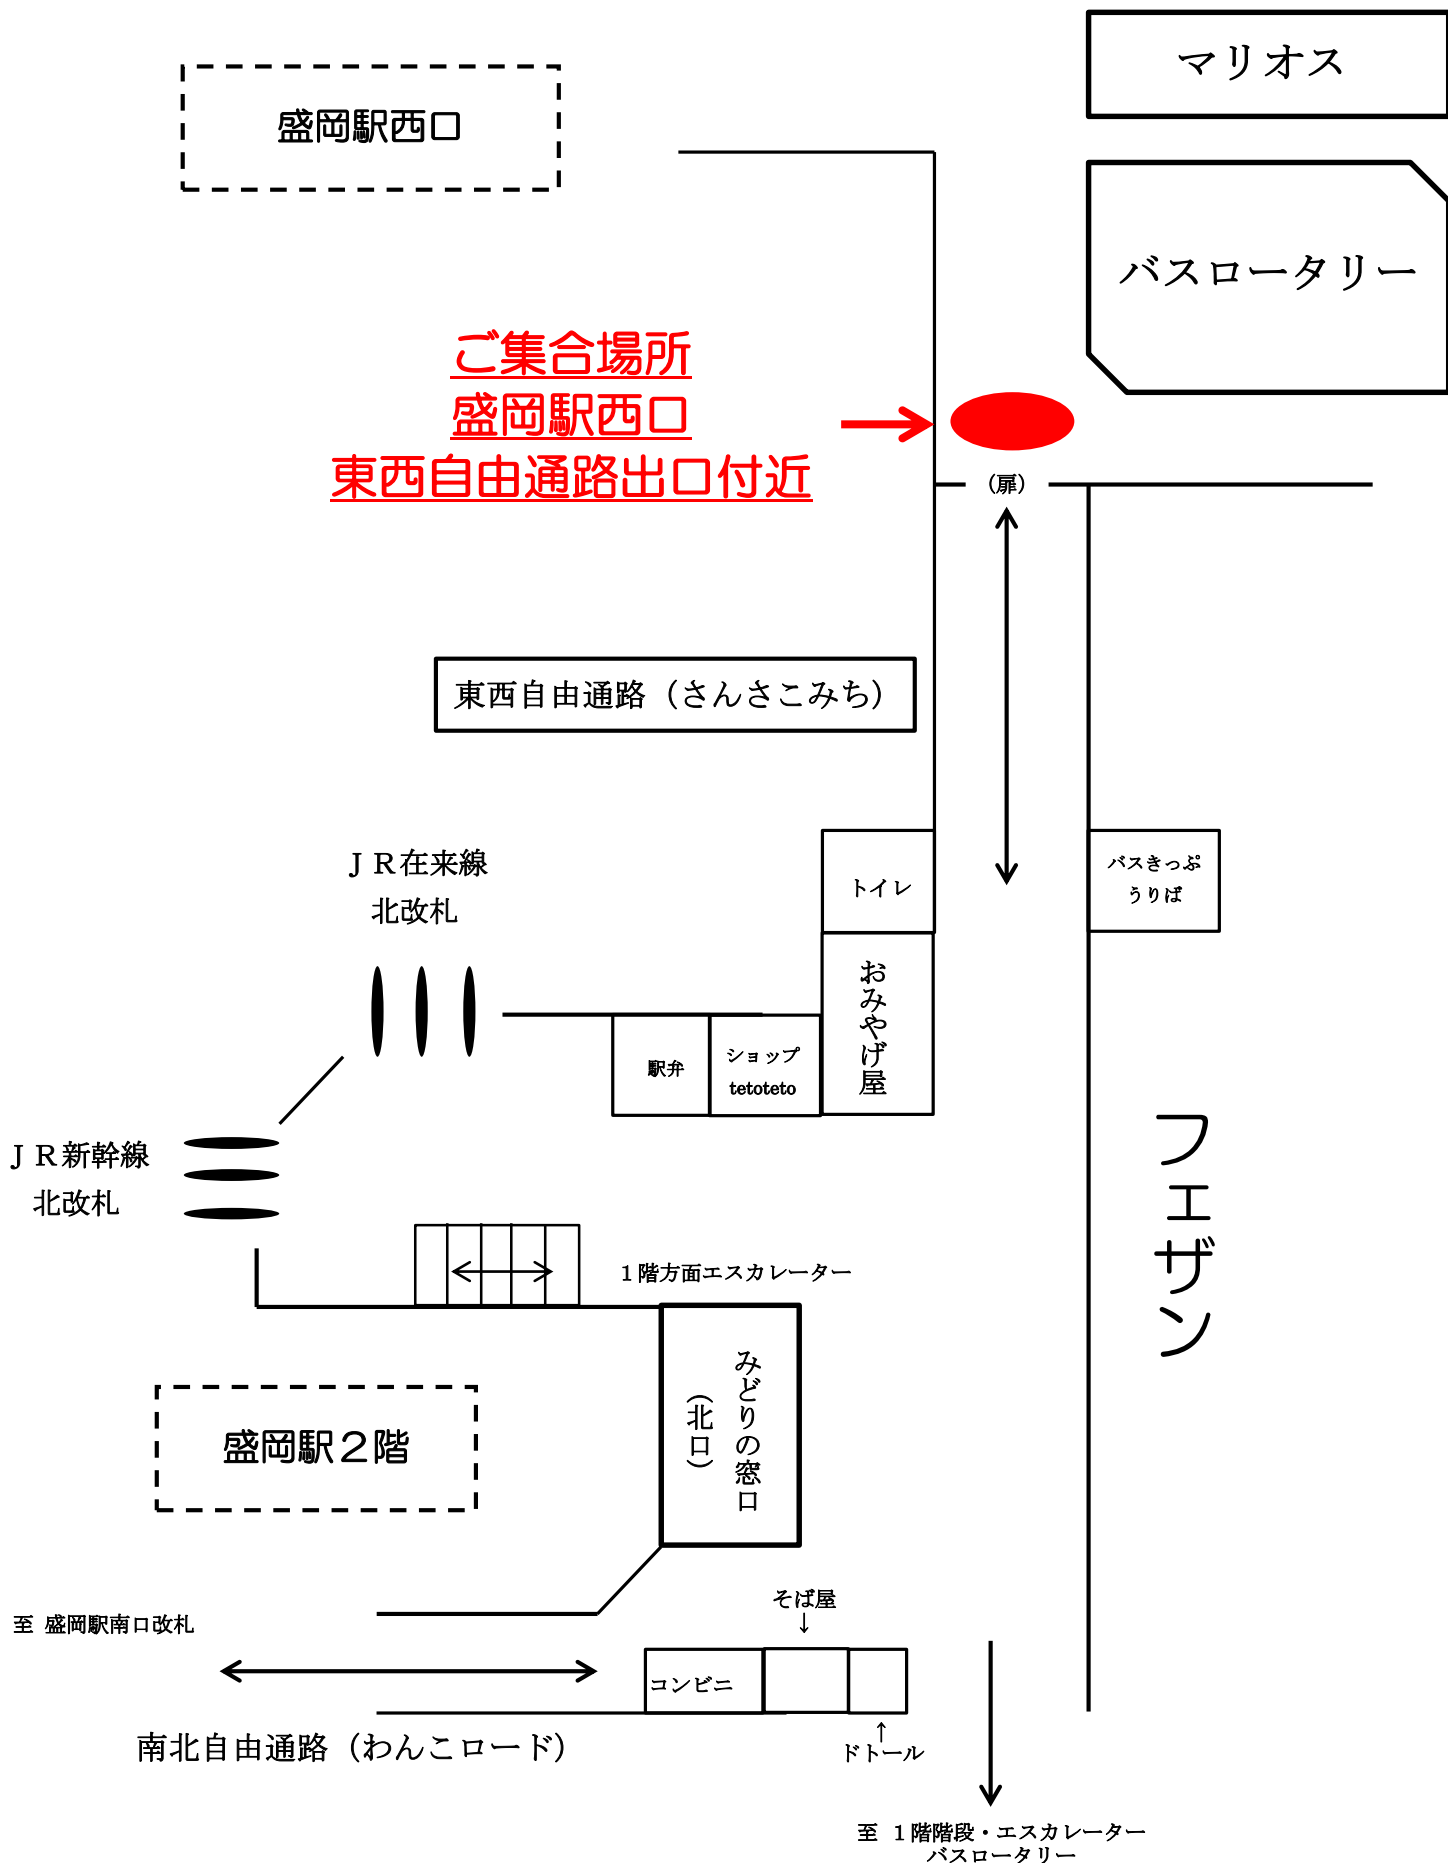 マリオス
盛岡駅西口
バスロータリー
ご集合場所
盛岡駅西口
東西自由通路出口付近
（扉）
東西自由通路（さんさこみち）
ＪＲ在来線
北改札
トイレ
バスきっぷ
うりば
おみやげ屋
駅弁
ショップ
tetoteto
フェザン
ＪＲ新幹線
北改札
１階方面エスカレーター
みどりの窓口
（北口）
盛岡駅２階
そば屋
↓
至 盛岡駅南口改札
コンビニ
↑
ドトール
南北自由通路（わんこロード）
至 １階階段・エスカレーター
バスロータリー